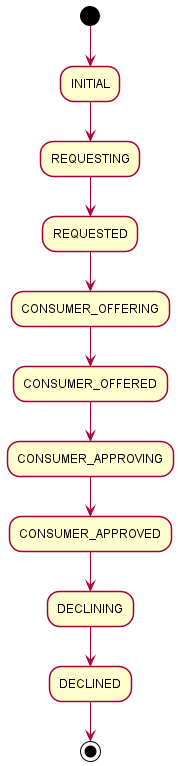 INITIAL
REQUESTING
REQUESTED
CONSUMER_OFFERING
CONSUMER_OFFERED
CONSUMER_APPROVING
CONSUMER_APPROVED
DECLINING
DECLINED